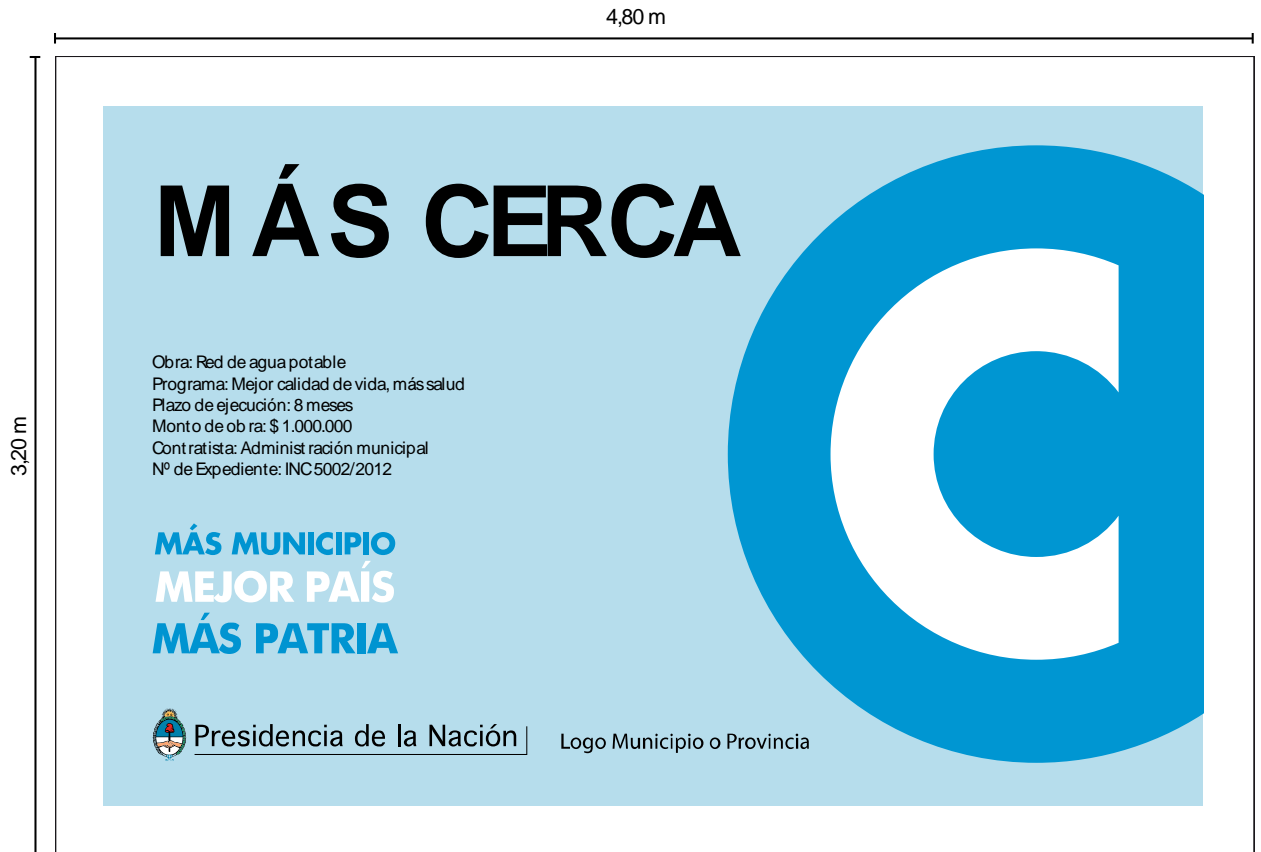 4,80 m
3,20 m
MÁS CERCA
Obra: Red de agua potable
Programa: Mejor calidad de vida, más salud
Plazo de ejecución: 8 meses
Monto de obra: $ 1.000.000
Contratista: Administración municipal
Nº de Expediente: INC5002/2012
MÁS MUNICIPIO
MEJOR PAÍS
MÁS PATRIA
Presidencia de la Nación
Logo Municipio o Provincia